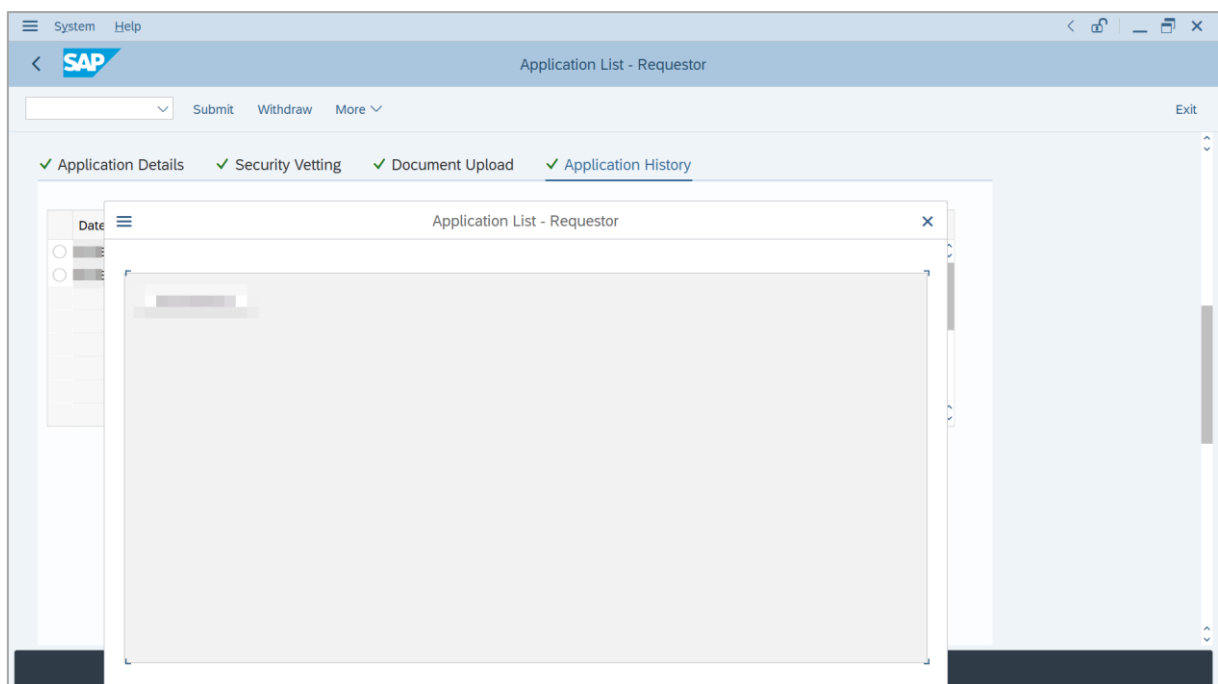 System Help
SAP Application List - Requestor
Submit Withdraw More Exit
Application Details Security Vetting Document Upload Application History
Date
Application List - Requestor